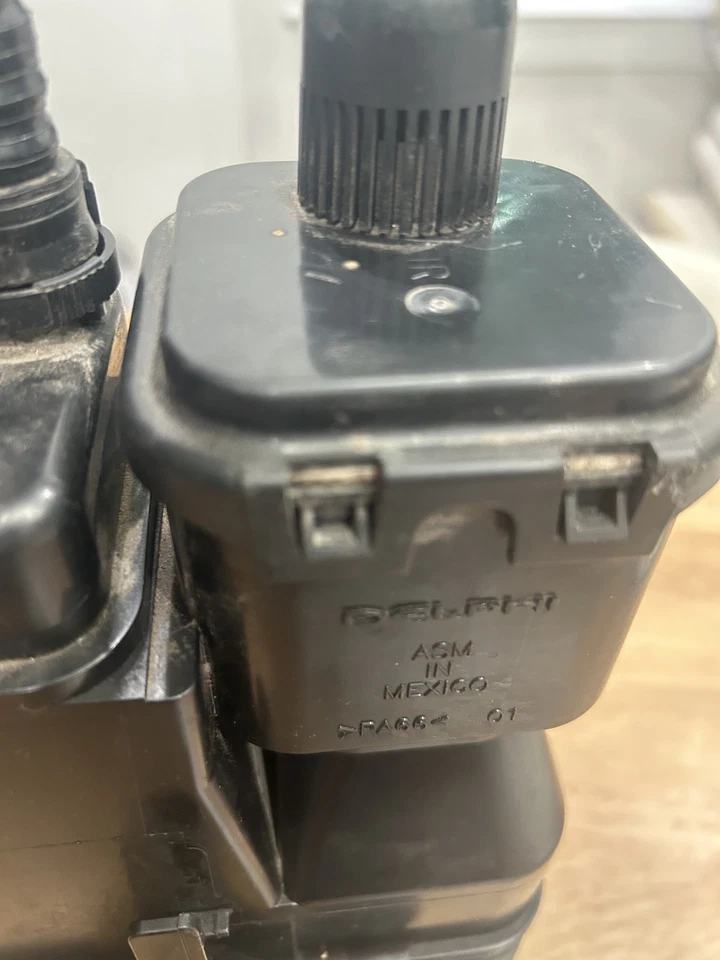 DELPHI
ASM
IN
MEXICO
>PA66< 01